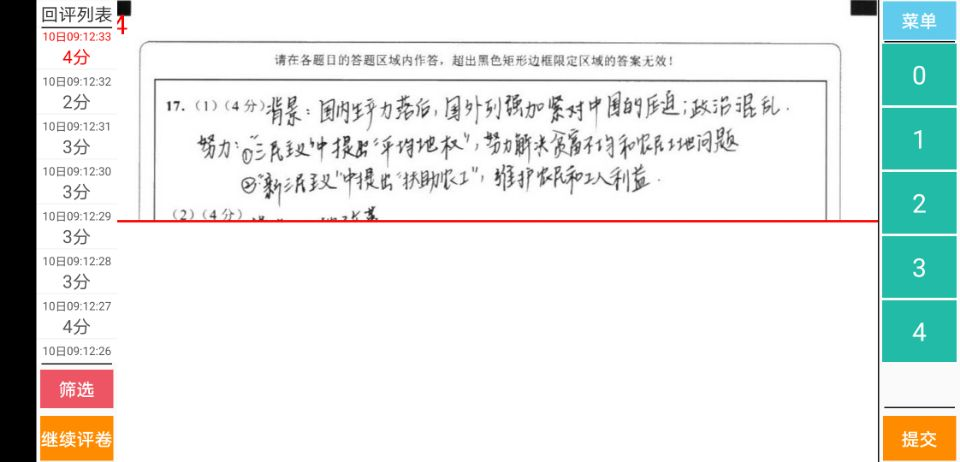 回评列表
10日09:12:33
4分
10日09:12:32
2分
10日09:12:31
3分
10日09:12:30
3分
10日09:12:29
3分
10日09:12:28
3分
10日09:12:27
4分
10日09:12:26
筛选
继续评卷
4
请在各题目的答题区域内作答，超出黑色矩形边框限定区域的答案无效！
17.（1）（4分）背景：国内生产力落后，国外列强加紧对中国的压迫；政治混乱.
努力：①“三民主义”中提出“平均地权”，努力解决贫富不均和农民土地问题
②“新三民主义”中提出“扶助农工”，维护农民和工人利益.
（2）（4分）
菜单
0
1
2
3
4
提交